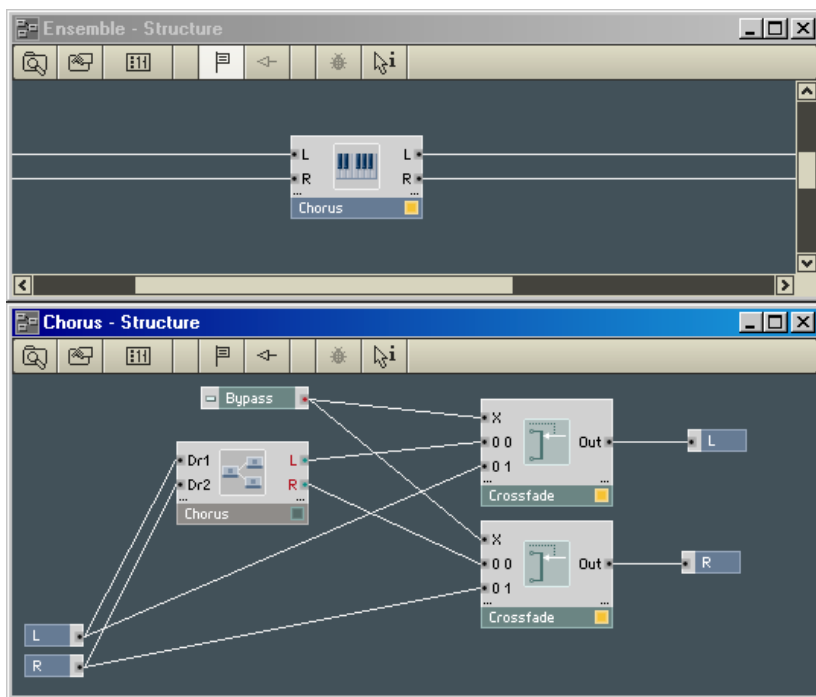 Ensemble - Structure
i
L L
R R
... ...
Chorus
Chorus - Structure
i
Bypass
X
0 0 Out
0 1
... ...
Crossfade
L
Dr1 L
Dr2 R
... ...
Chorus
X
0 0 Out
0 1
... ...
Crossfade
R
L
R